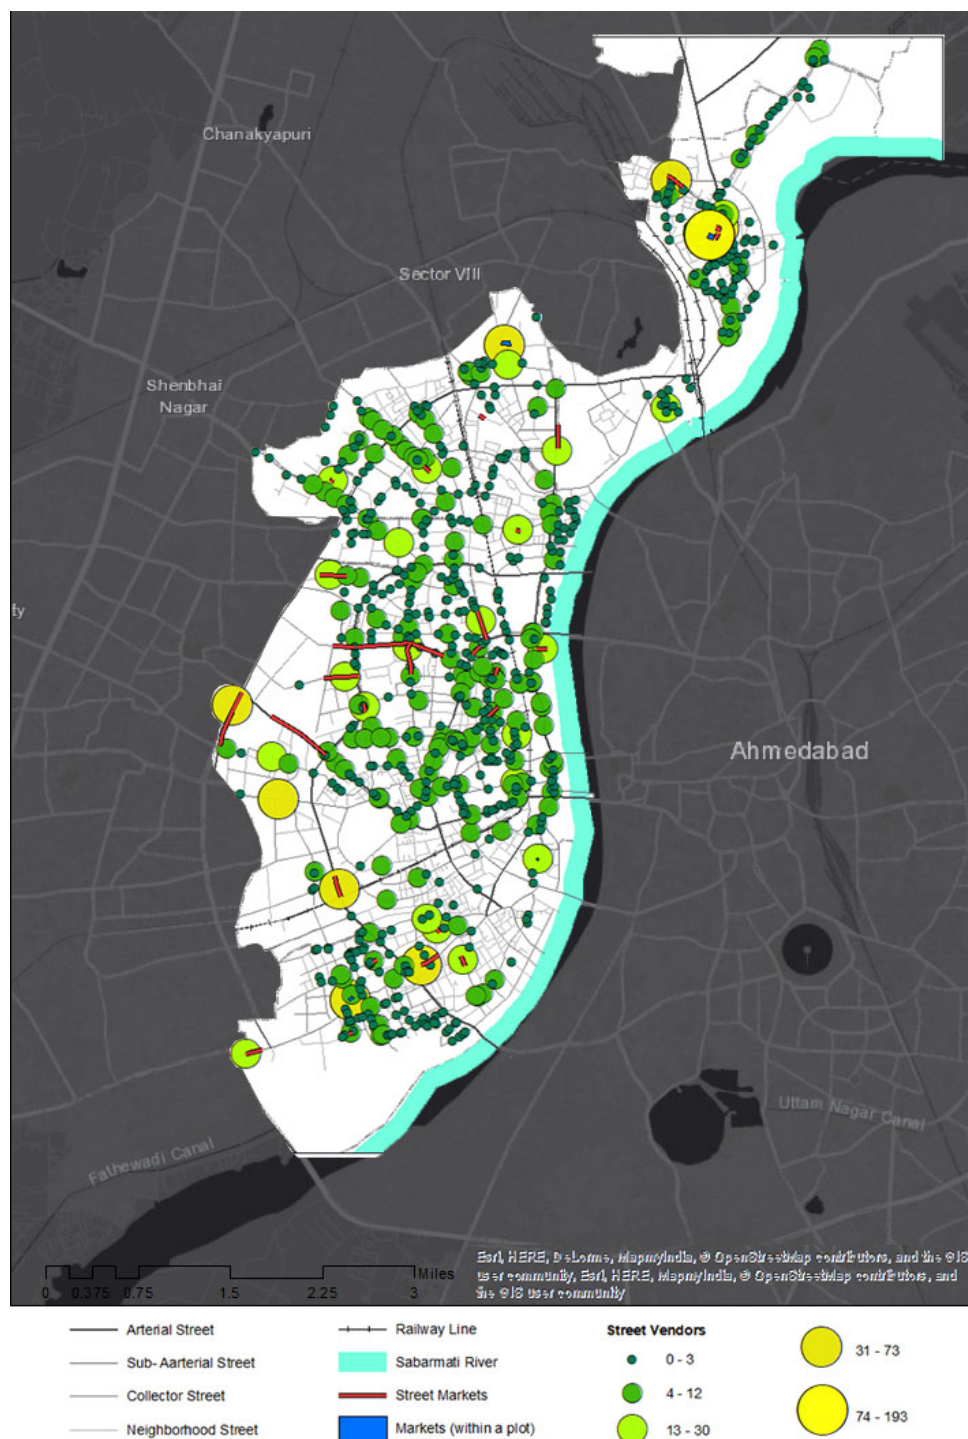 Chanakyapuri
Sector VIII
Shenbhai
Nagar
ty
Ahmedabad
Uttam Nagar Canal
Fathewadi Canal
Esri, HERE, DeLorme, MapmyIndia, © OpenStreetMap contributors, and the GIS
user community, Esri, HERE, MapmyIndia, © OpenStreetMap contributors, and
the GIS user community
Miles
0 0.375 0.75 1.5 2.25 3
Arterial Street
Sub- Aarterial Street
Collector Street
Neighborhood Street
Railway Line
Sabarmati River
Street Markets
Markets (within a plot)
Street Vendors
0 - 3
4 - 12
13 - 30
31 - 73
74 - 193